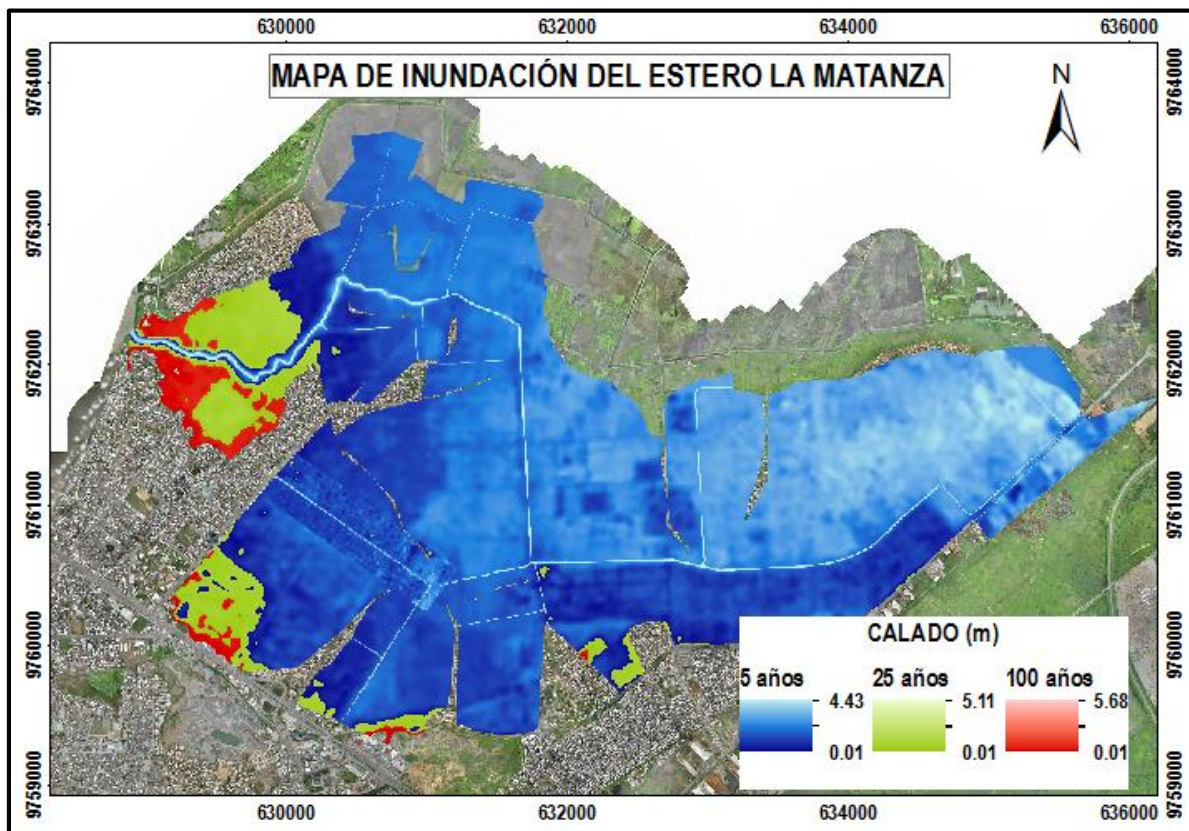 630000 632000 634000 636000
MAPA DE INUNDACIÓN DEL ESTERO LA MATANZA
N
9764000 9764000
9763000 9763000
9762000 9762000
9761000 9761000
9760000 9760000
9759000 9759000
CALADO (m)
5 años 25 años 100 años
4.43 5.11 5.68
0.01 0.01 0.01
630000 632000 634000 636000